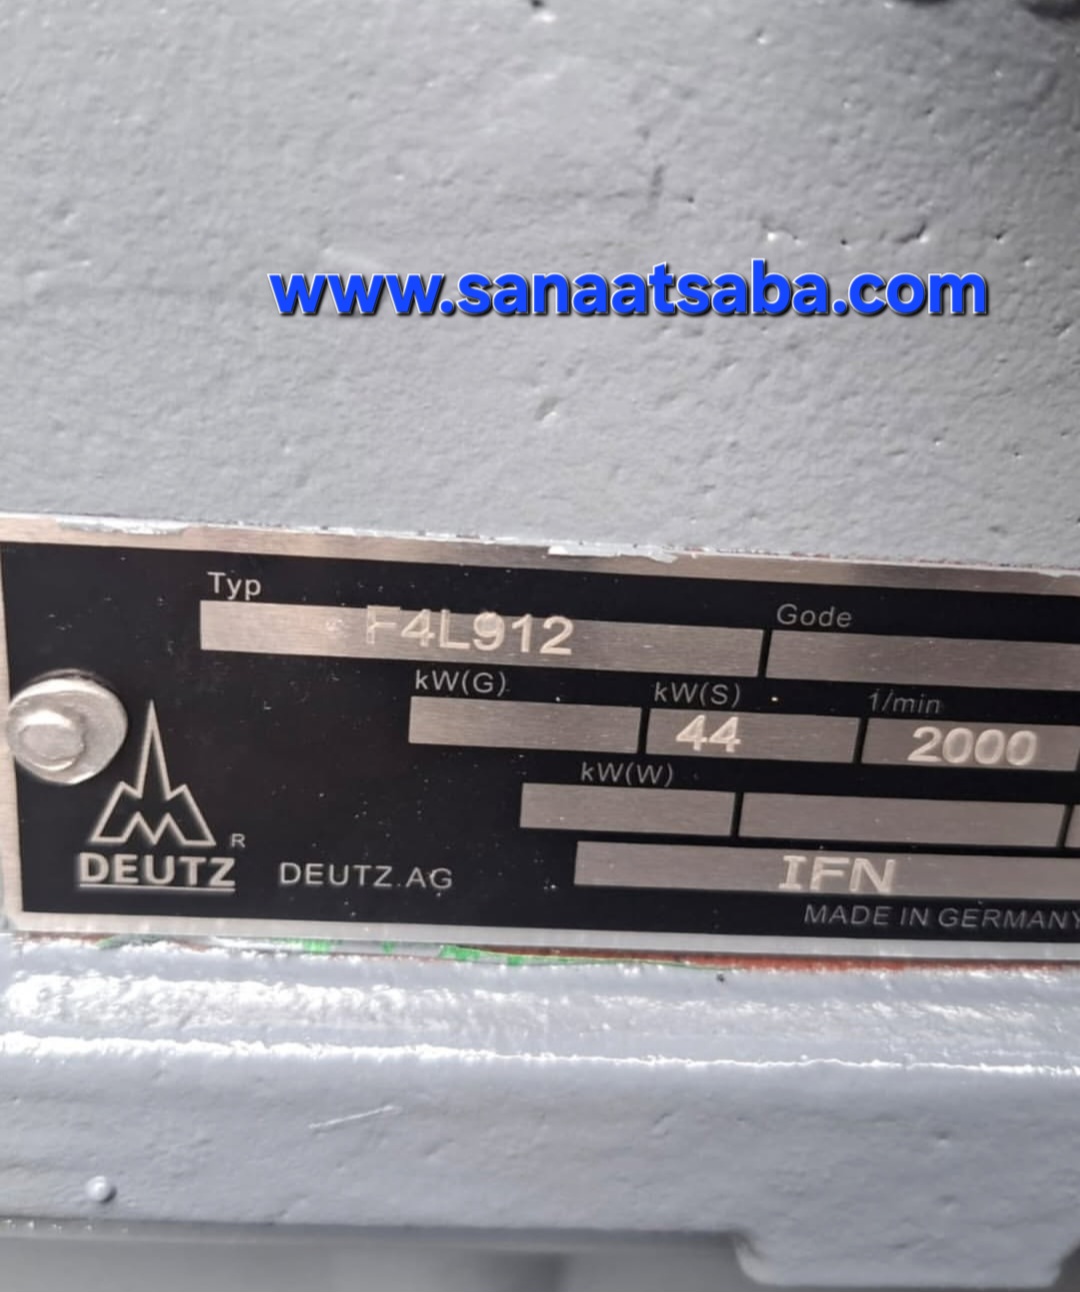 www.sanaatsaba.com
Typ
F4L912
Gode
kW(G)
kW(S)
1/min
44
2000
kW(W)
IFN
DEUTZ
R
DEUTZ AG
MADE IN GERMANY